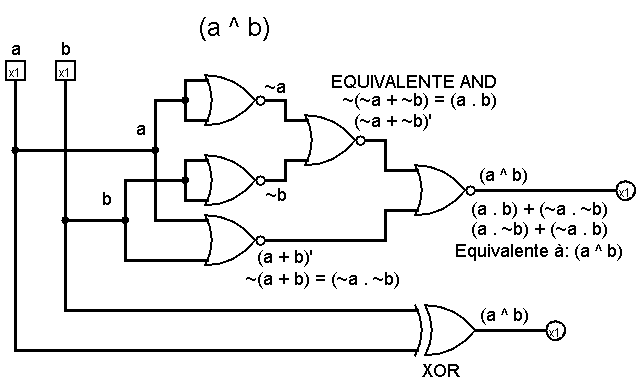 (a ^ b)
a b
x1 x1
~a
EQUIVALENTE AND
~(~a + ~b) = (a . b)
(~a + ~b)'
a
b
~b
(a ^ b)
x1
(a . b) + (~a . ~b)
(a . ~b) + (~a . b)
Equivalente à: (a ^ b)
(a + b)'
~(a + b) = (~a . ~b)
(a ^ b)
x1
XOR